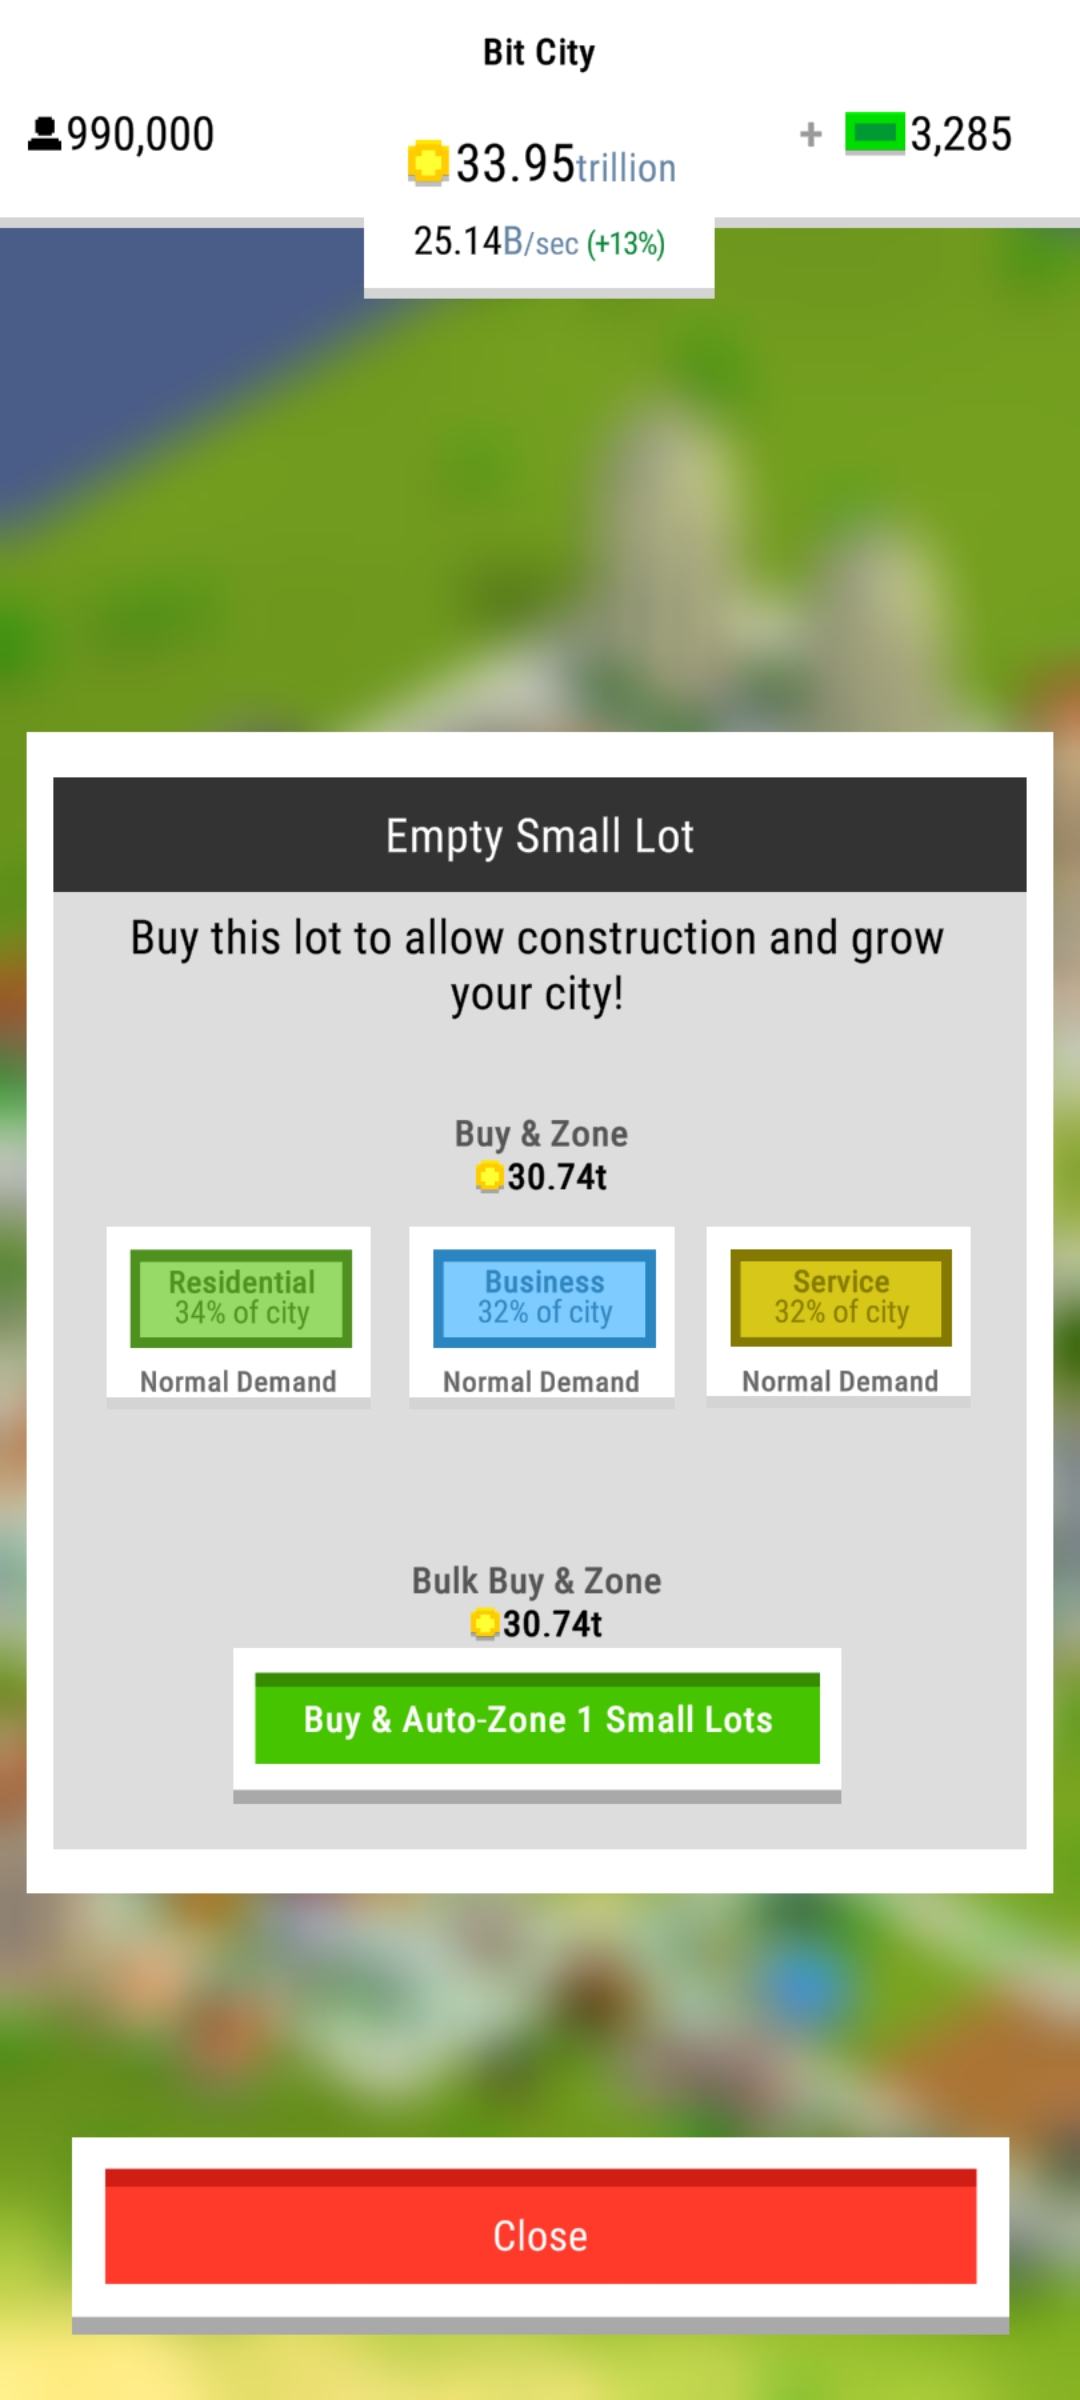 Bit City
990,000
33.95trillion
+ 3,285
25.14B/sec (+13%)
Empty Small Lot
Buy this lot to allow construction and grow
your city!
Buy & Zone
30.74t
Residential
34% of city
Normal Demand
Business
32% of city
Normal Demand
Service
32% of city
Normal Demand
Bulk Buy & Zone
30.74t
Buy & Auto-Zone 1 Small Lots
Close